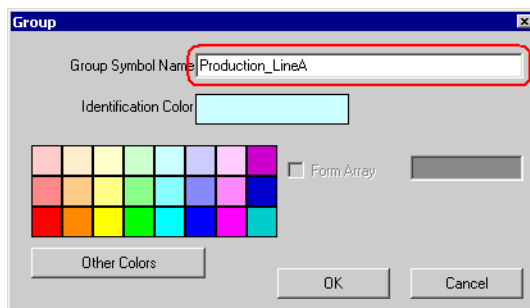 Group
Group Symbol Name Production_LineA
Identification Color
Form Array
Other Colors
OK Cancel